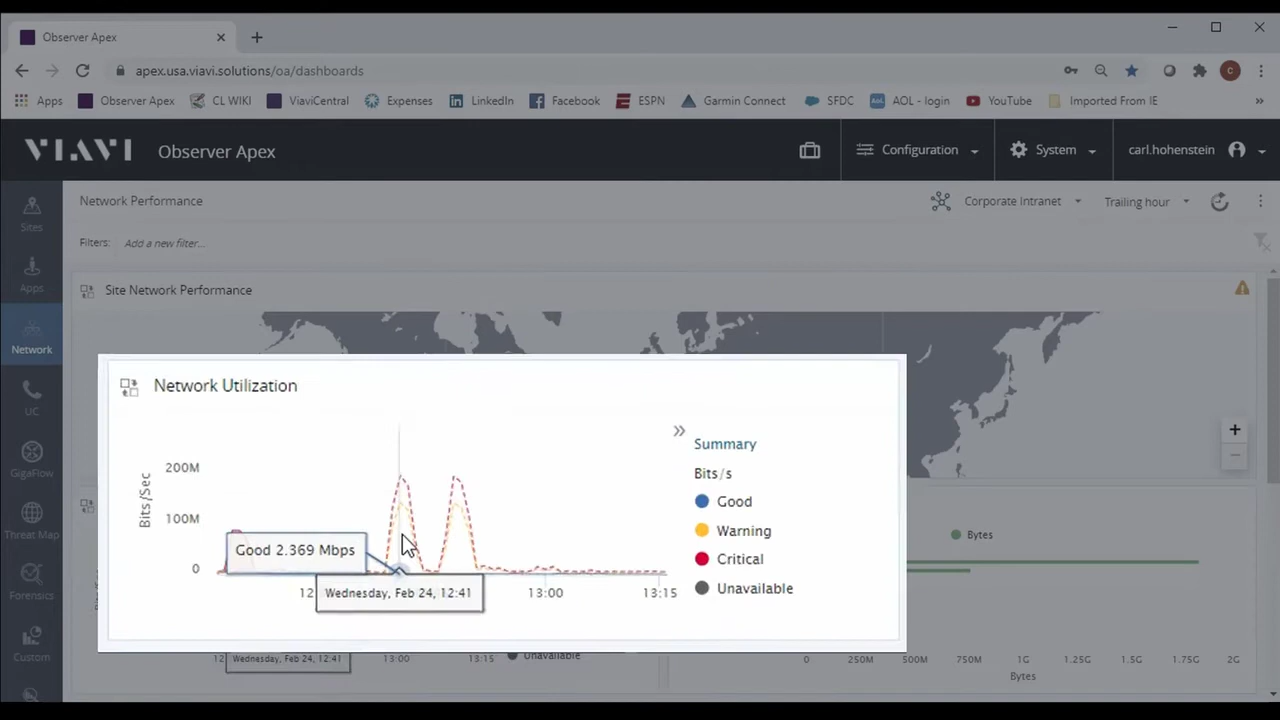 Observer Apex
apex.usa.viavi.solutions/oa/dashboards
Apps Observer Apex CL WIKI ViaviCentral Expenses LinkedIn Facebook ESPN Garmin Connect SFDC AOL - login YouTube Imported From IE
VIAVI Observer Apex Configuration System carl.hohenstein
Sites
Apps
Network
UC
GigaFlow
Threat Map
Forensics
Custom
Network Performance Corporate Intranet Trailing hour
Filters: Add a new filter...
Site Network Performance
Network Utilization
Bits/Sec
200M
100M
0
Good 2.369 Mbps
12
Wednesday, Feb 24, 12:41
13:00
13:15
Summary
Bits/s
Good
Warning
Critical
Unavailable
Bytes
12
Wednesday, Feb 24, 12:41
13:00
13:15
Unavailable
0 250M 500M 750M 1G 1.25G 1.5G 1.75G 2G
Bytes